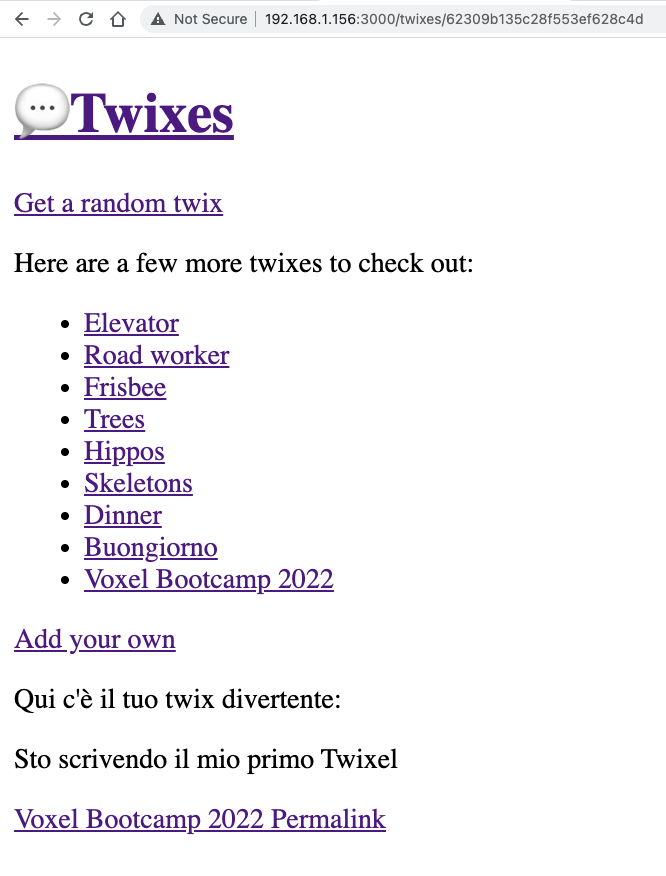 Not Secure | 192.168.1.156:3000/twixes/62309b135c28f553ef628c4d
💬Twixes
Get a random twix
Here are a few more twixes to check out:
• Elevator
• Road worker
• Frisbee
• Trees
• Hippos
• Skeletons
• Dinner
• Buongiorno
• Voxel Bootcamp 2022
Add your own
Qui c'è il tuo twix divertente:
Sto scrivendo il mio primo Twixel
Voxel Bootcamp 2022 Permalink